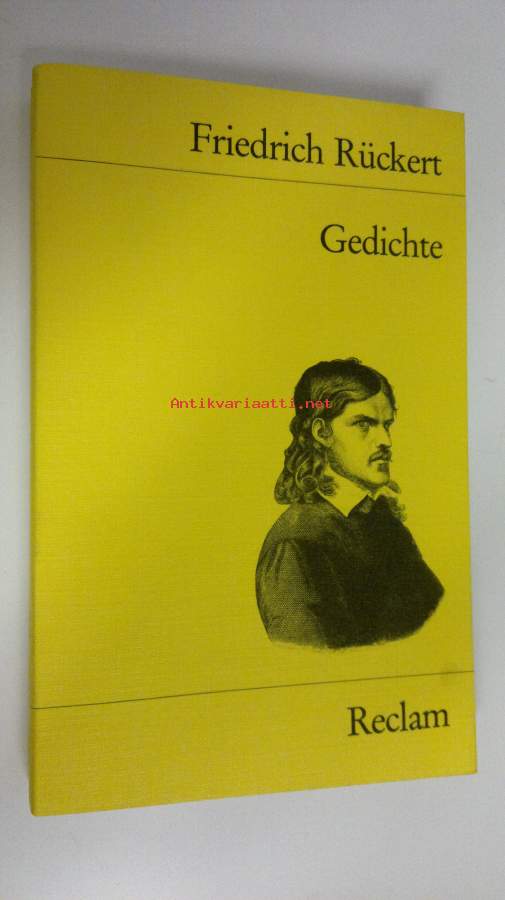 Friedrich Rückert
Gedichte
Antikvariaatti.net
Reclam